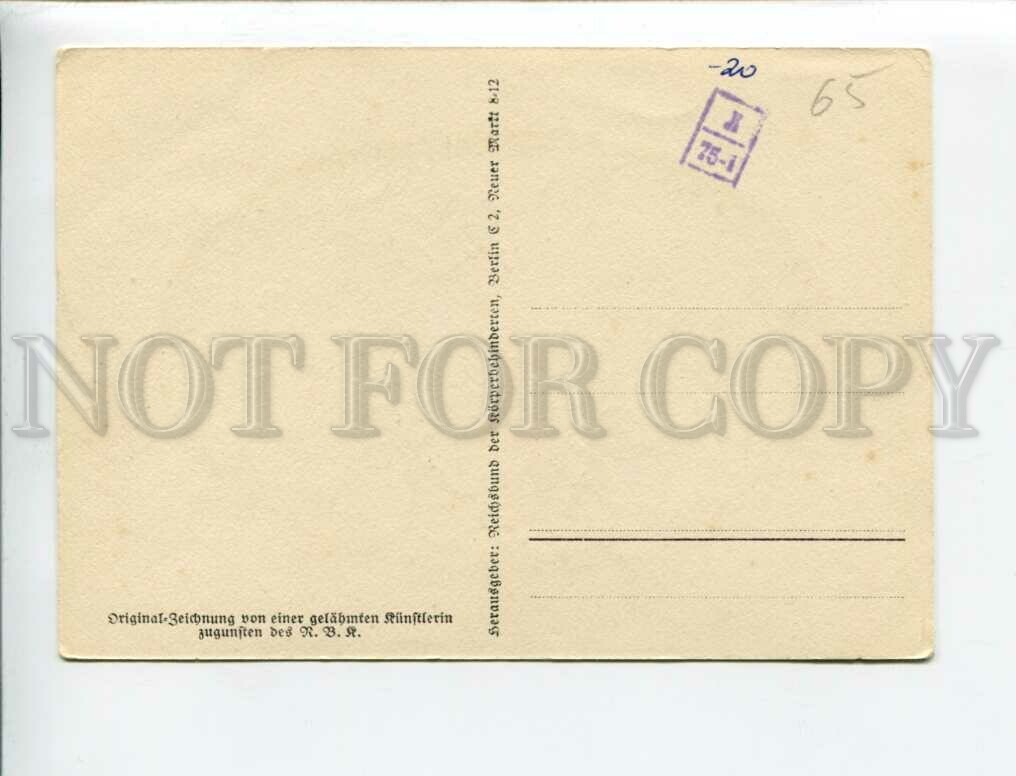 -20
65
K
75-1
Herausgeber: Reichsbund der Körperbehinderten, Berlin C 2, Neuer Markt 8-12
NOT FOR COPY
Original-Zeichnung von einer gelähmten Künstlerin
zugunsten des R. B. K.